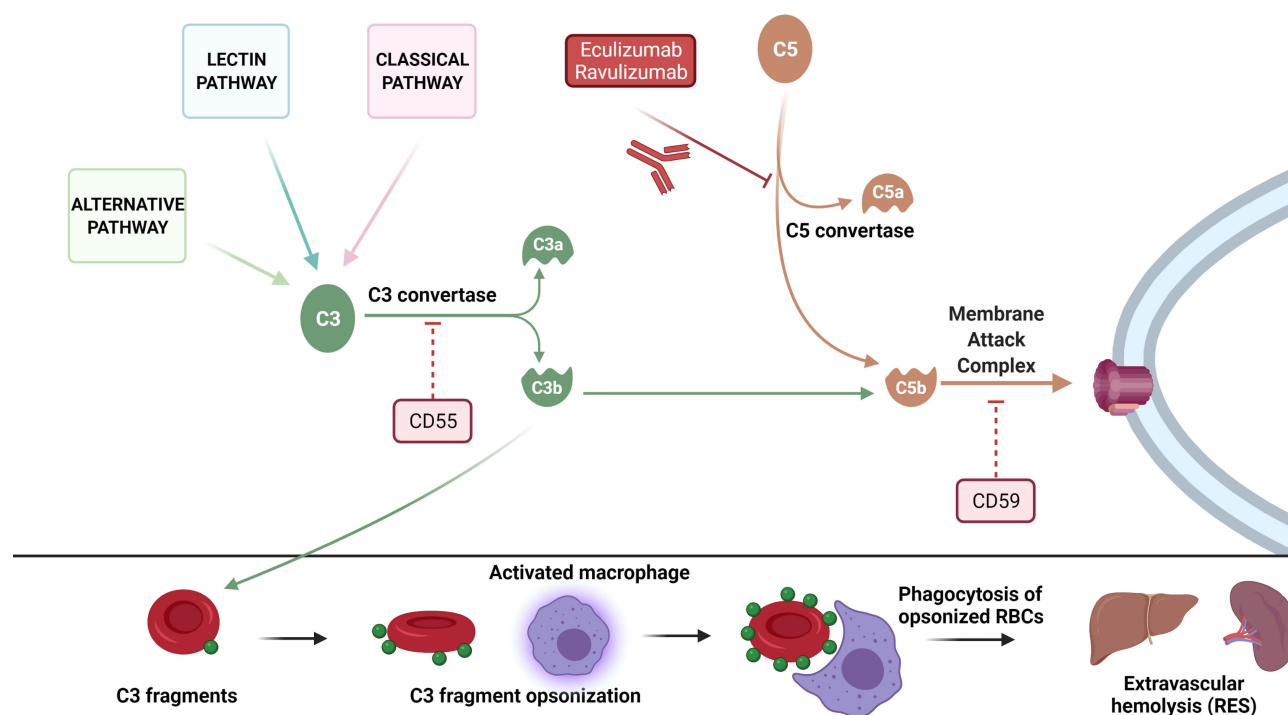 LECTIN
PATHWAY
CLASSICAL
PATHWAY
ALTERNATIVE
PATHWAY
Eculizumab
Ravulizumab
C5
C5a
C5 convertase
C3a
C3 convertase
C3
C3b
CD55
Membrane
Attack
Complex
C5b
CD59
Activated macrophage
Phagocytosis of
opsonized RBCs
C3 fragments
C3 fragment opsonization
Extravascular
hemolysis (RES)